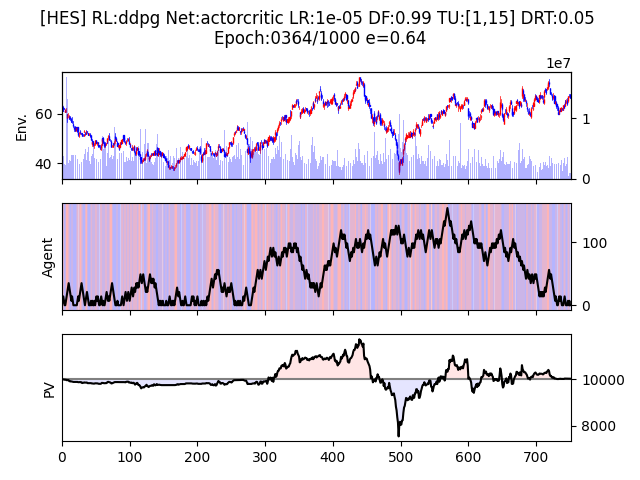 [HES] RL:ddpg Net:actorcritic LR:1e-05 DF:0.99 TU:[1,15] DRT:0.05
Epoch:0364/1000 e=0.64
1e7
Env.
60
40
1
0
Agent
100
0
PV
10000
8000
0 100 200 300 400 500 600 700